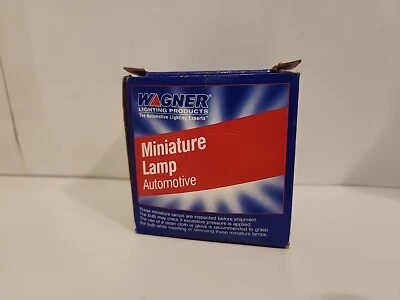 WAGNER®
LIGHTING PRODUCTS
The Automotive Lighting Experts™
Miniature
Lamp
Automotive
These miniature lamps are inspected before shipment.
The bulb may crack if excessive pressure is applied.
The use of a clean cloth or glove is recommended to grasp
the bulb while inserting or removing these miniature lamps.